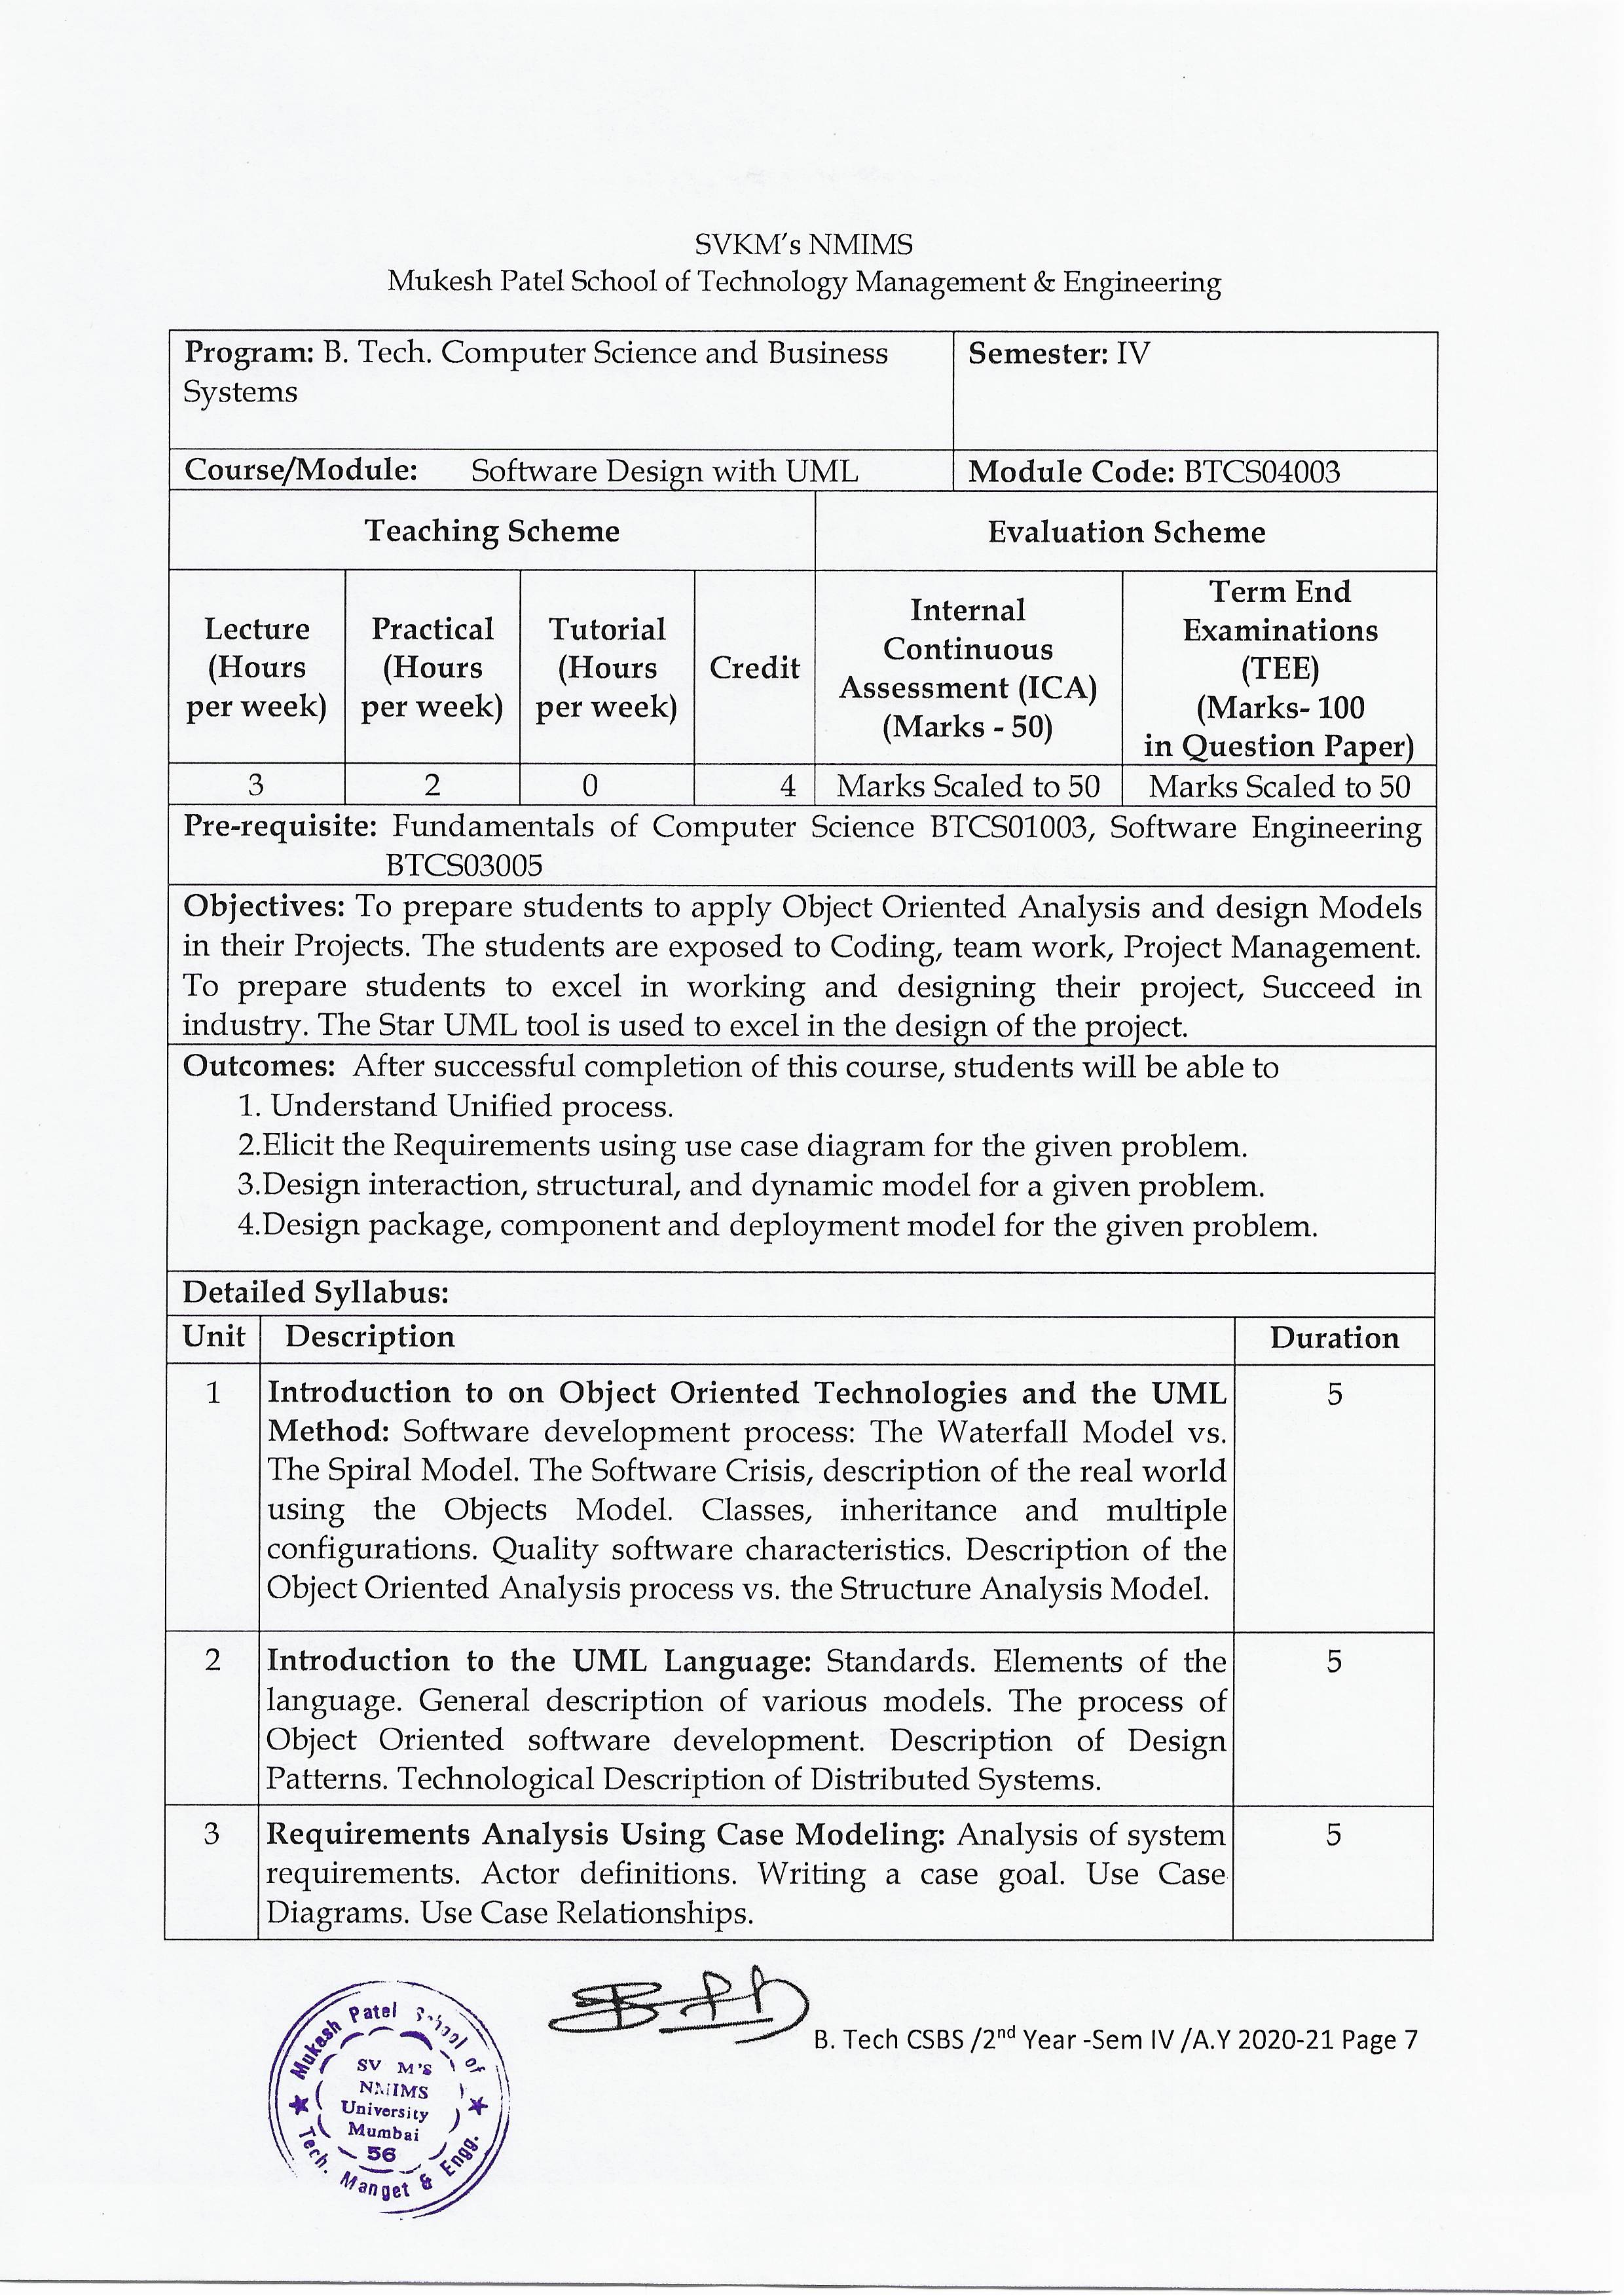 SVKM's NMIMS
Mukesh Patel School of Technology Management & Engineering
Program: B. Tech. Computer Science and Business
Systems
Semester: IV
Course/Module: Software Design with UML
Module Code: BTCS04003
Teaching Scheme
Evaluation Scheme
Lecture
(Hours
per week)
Practical
(Hours
per week)
Tutorial
(Hours
per week)
Credit
Internal
Continuous
Assessment (ICA)
(Marks - 50)
Term End
Examinations
(TEE)
(Marks- 100
in Question Paper)
3
2
0
4
Marks Scaled to 50
Marks Scaled to 50
Pre-requisite: Fundamentals of Computer Science BTCS01003, Software Engineering
BTCS03005
Objectives: To prepare students to apply Object Oriented Analysis and design Models
in their Projects. The students are exposed to Coding, team work, Project Management.
To prepare students to excel in working and designing their project, Succeed in
industry. The Star UML tool is used to excel in the design of the project.
Outcomes: After successful completion of this course, students will be able to
1. Understand Unified process.
2.Elicit the Requirements using use case diagram for the given problem.
3.Design interaction, structural, and dynamic model for a given problem.
4.Design package, component and deployment model for the given problem.
Detailed Syllabus:
Unit
Description
Duration
1
Introduction to on Object Oriented Technologies and the UML
Method: Software development process: The Waterfall Model vs.
The Spiral Model. The Software Crisis, description of the real world
using the Objects Model. Classes, inheritance and multiple
configurations. Quality software characteristics. Description of the
Object Oriented Analysis process vs. the Structure Analysis Model.
5
2
Introduction to the UML Language: Standards. Elements of the
language. General description of various models. The process of
Object Oriented software development. Description of Design
Patterns. Technological Description of Distributed Systems.
5
3
Requirements Analysis Using Case Modeling: Analysis of system
requirements. Actor definitions. Writing a case goal. Use Case
Diagrams. Use Case Relationships.
5
B. Tech CSBS /2nd Year -Sem IV /A.Y 2020-21 Page 7
Mukesh Patel School of
Tech. Manget & Engg.
SV M'S
NMIMS
University
Mumbai
56